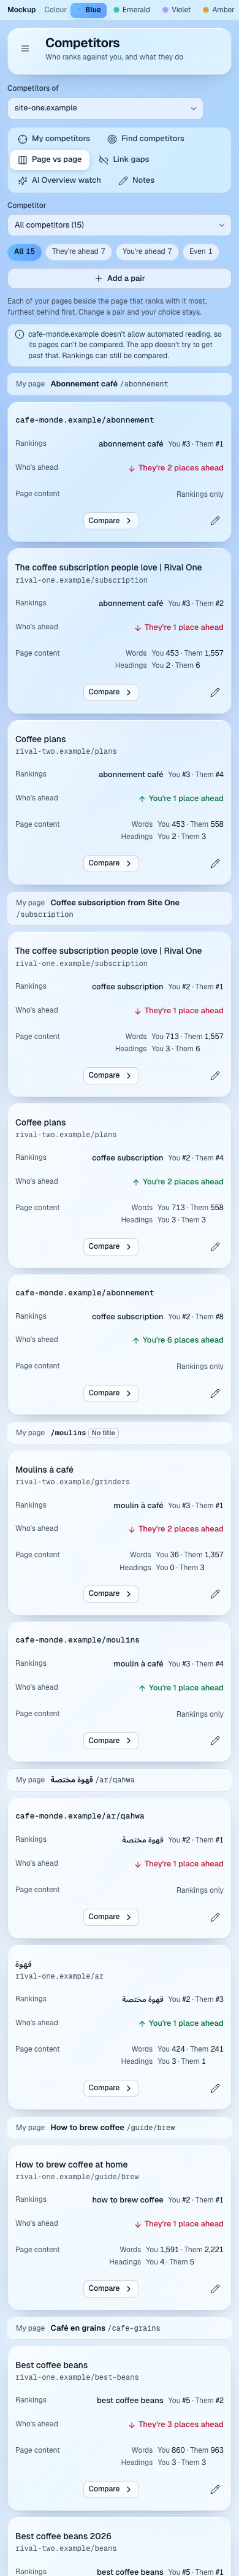 Mockup Colour Blue Emerald Violet Amber
Competitors
Who ranks against you, and what they do
Competitors of
site-one.example
My competitors Find competitors
Page vs page Link gaps
AI Overview watch Notes
Competitor
All competitors (15)
All 15 They're ahead 7 You're ahead 7 Even 1
Add a pair
Each of your pages beside the page that ranks with it most, furthest behind first. Change a pair and your choice stays.
cafe-monde.example doesn't allow automated reading, so its pages can't be compared. The app doesn't try to get past that. Rankings can still be compared.
My page Abonnement café /abonnement
cafe-monde.example/abonnement
Rankings abonnement café You #3 · Them #1
Who's ahead They're 2 places ahead
Page content Rankings only
Compare
The coffee subscription people love | Rival One
rival-one.example/subscription
Rankings abonnement café You #3 · Them #2
Who's ahead They're 1 place ahead
Page content Words You 453 · Them 1,557
Headings You 2 · Them 6
Compare
Coffee plans
rival-two.example/plans
Rankings abonnement café You #3 · Them #4
Who's ahead You're 1 place ahead
Page content Words You 453 · Them 558
Headings You 2 · Them 3
Compare
My page Coffee subscription from Site One
/subscription
The coffee subscription people love | Rival One
rival-one.example/subscription
Rankings coffee subscription You #2 · Them #1
Who's ahead They're 1 place ahead
Page content Words You 713 · Them 1,557
Headings You 3 · Them 6
Compare
Coffee plans
rival-two.example/plans
Rankings coffee subscription You #2 · Them #4
Who's ahead You're 2 places ahead
Page content Words You 713 · Them 558
Headings You 3 · Them 3
Compare
cafe-monde.example/abonnement
Rankings coffee subscription You #2 · Them #8
Who's ahead You're 6 places ahead
Page content Rankings only
Compare
My page /moulins No title
Moulins à café
rival-two.example/grinders
Rankings moulin à café You #3 · Them #1
Who's ahead They're 2 places ahead
Page content Words You 36 · Them 1,357
Headings You 0 · Them 3
Compare
cafe-monde.example/moulins
Rankings moulin à café You #3 · Them #4
Who's ahead You're 1 place ahead
Page content Rankings only
Compare
My page قهوة مختصة /ar/qahwa
cafe-monde.example/ar/qahwa
Rankings قهوة مختصة You #2 · Them #1
Who's ahead They're 1 place ahead
Page content Rankings only
Compare
قهوة
rival-one.example/ar
Rankings قهوة مختصة You #2 · Them #3
Who's ahead You're 1 place ahead
Page content Words You 424 · Them 241
Headings You 3 · Them 1
Compare
My page How to brew coffee /guide/brew
How to brew coffee at home
rival-one.example/guide/brew
Rankings how to brew coffee You #2 · Them #1
Who's ahead They're 1 place ahead
Page content Words You 1,591 · Them 2,221
Headings You 4 · Them 5
Compare
My page Café en grains /cafe-grains
Best coffee beans
rival-one.example/best-beans
Rankings best coffee beans You #5 · Them #2
Who's ahead They're 3 places ahead
Page content Words You 860 · Them 963
Headings You 3 · Them 3
Compare
Best coffee beans 2026
rival-two.example/beans
Rankings best coffee beans You #5 · Them #1